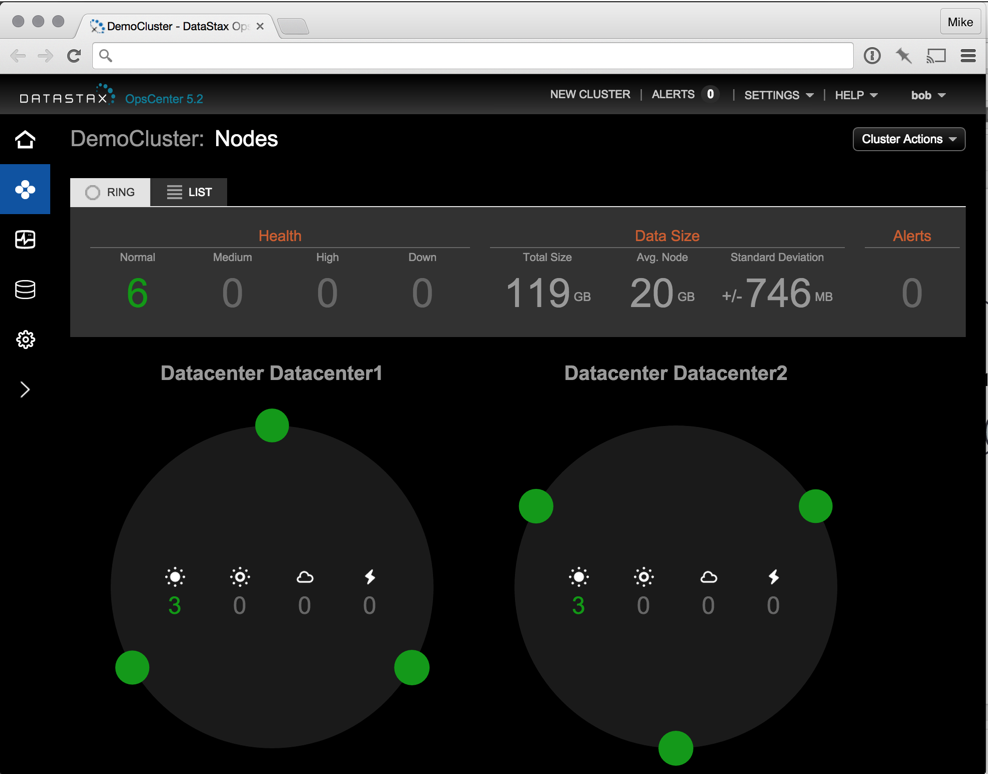 DemoCluster - DataStax Op
Mike
DATASTAX OpsCenter 5.2
NEW CLUSTER | ALERTS 0 | SETTINGS | HELP bob
DemoCluster: Nodes
Cluster Actions
RING LIST
Health Data Size Alerts
Normal Medium High Down Total Size Avg. Node Standard Deviation
6 0 0 0 119 GB 20 GB +/- 746 MB 0
Datacenter Datacenter1 Datacenter Datacenter2
3 0 0 0 3 0 0 0